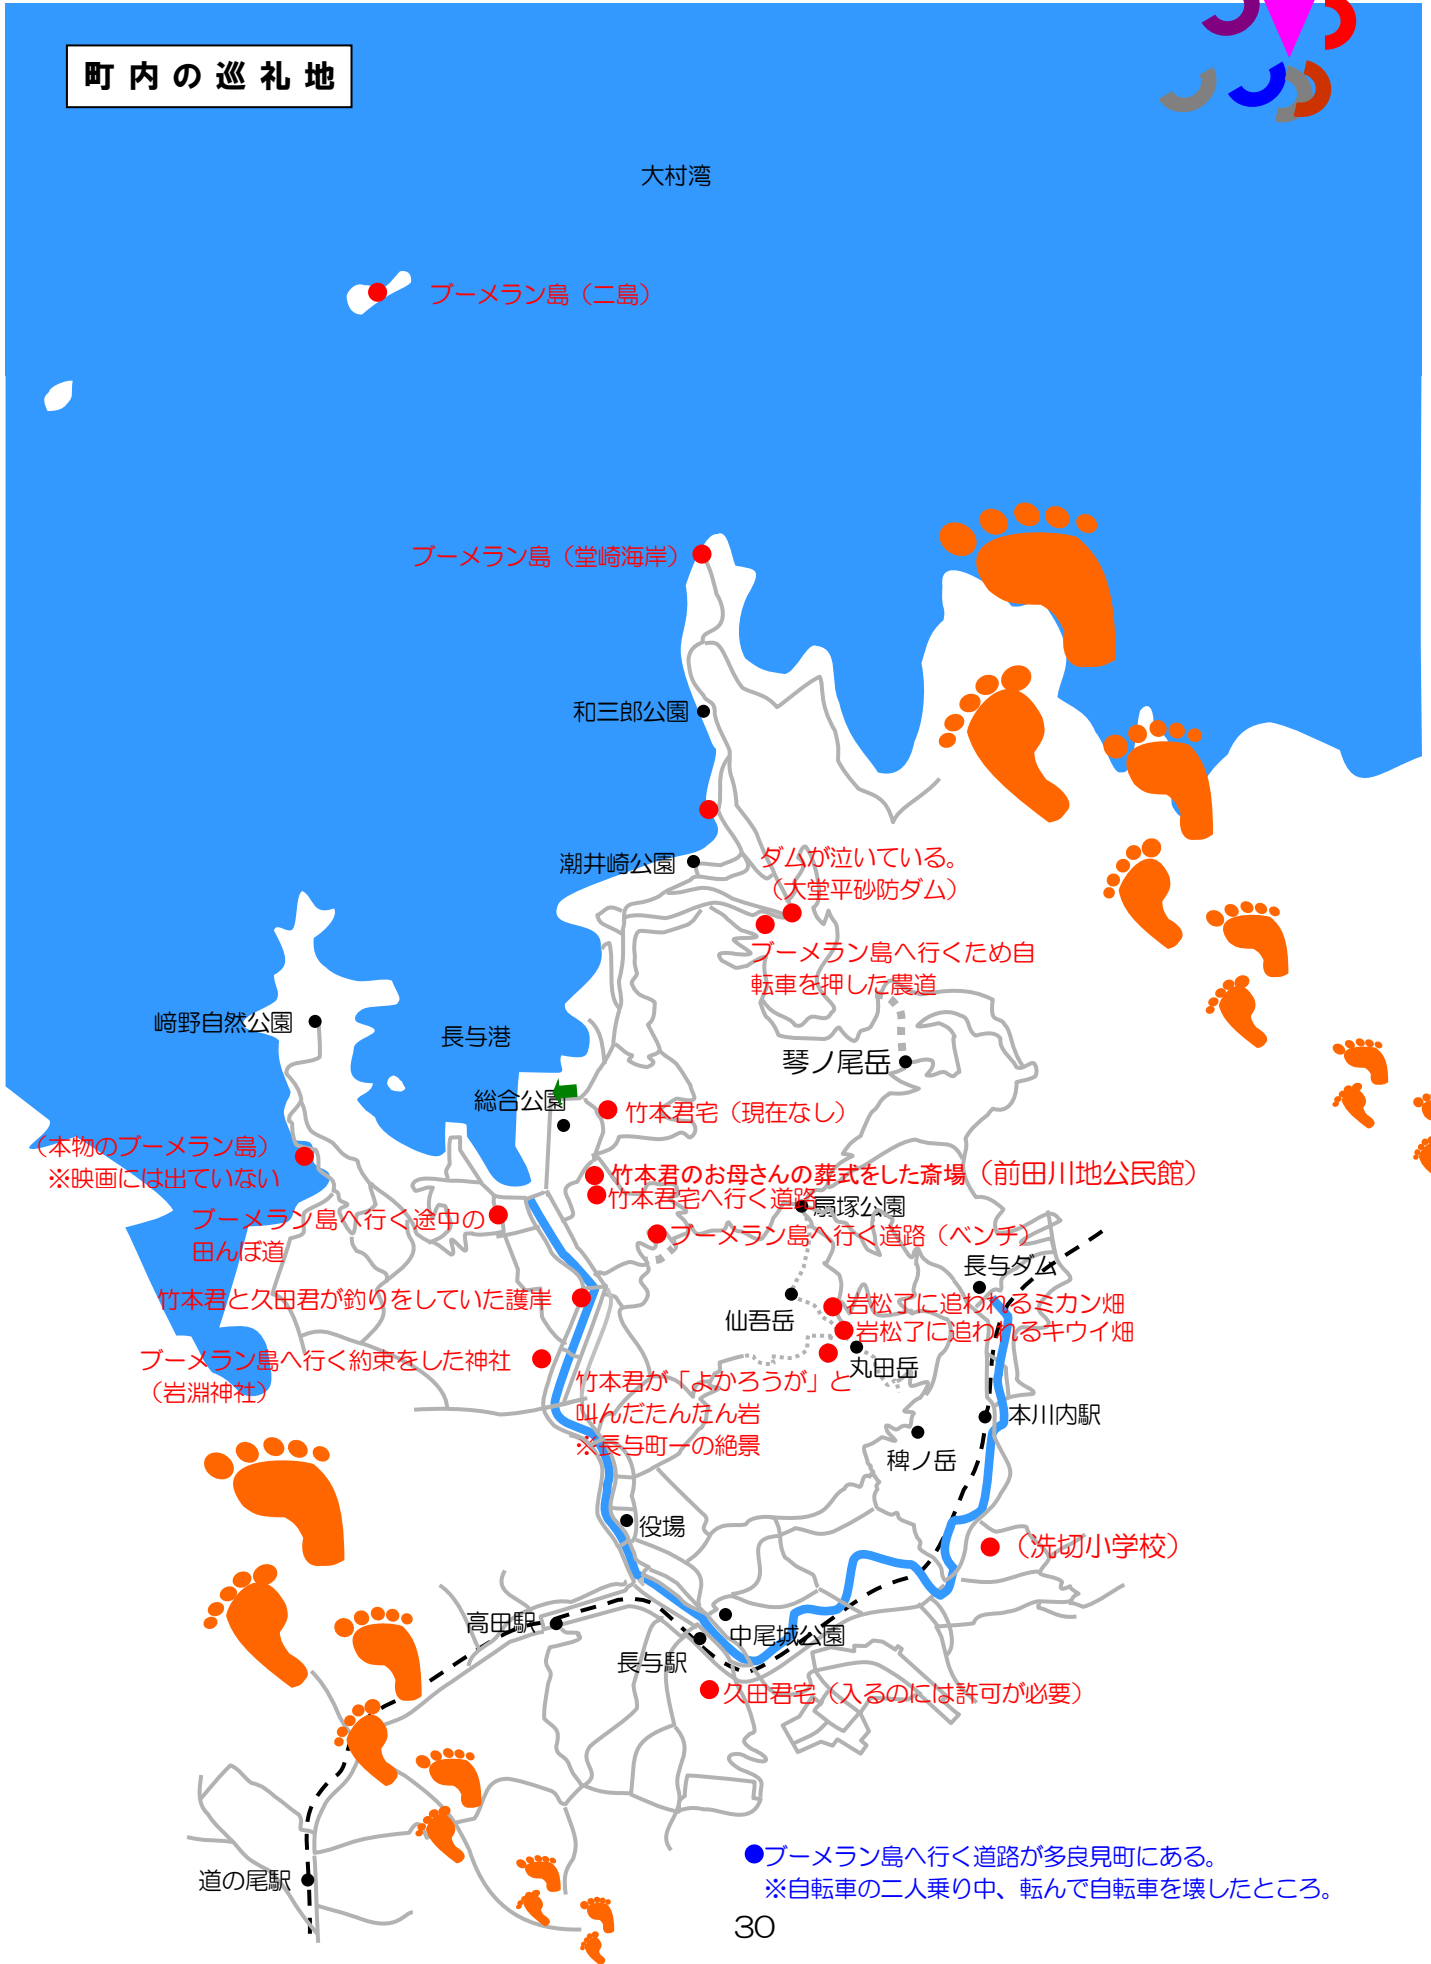 町内の巡礼地
大村湾
ブーメラン島（二島）
ブーメラン島（堂崎海岸）
和三郎公園
潮井崎公園
ダムが泣いている。
（大堂平砂防ダム）
ブーメラン島へ行くため自
転車を押した農道
﨑野自然公園
長与港
琴ノ尾岳
総合公園
竹本君宅（現在なし）
（本物のブーメラン島）
※映画には出ていない
竹本君のお母さんの葬式をした斎場（前田川地公民館）
竹本君宅へ行く道路
扇塚公園
ブーメラン島へ行く途中の
田んぼ道
ブーメラン島へ行く道路（ベンチ）
長与ダム
竹本君と久田君が釣りをしていた護岸
仙吾岳
岩松了に追われるミカン畑
岩松了に追われるキウイ畑
ブーメラン島へ行く約束をした神社
（岩淵神社）
丸田岳
竹本君が「よかろうが」と
叫んだたんたん岩
※長与町一の絶景
本川内駅
稗ノ岳
役場
（洗切小学校）
高田駅
中尾城公園
長与駅
久田君宅（入るのには許可が必要）
●ブーメラン島へ行く道路が多良見町にある。
※自転車の二人乗り中、転んで自転車を壊したところ。
道の尾駅
30